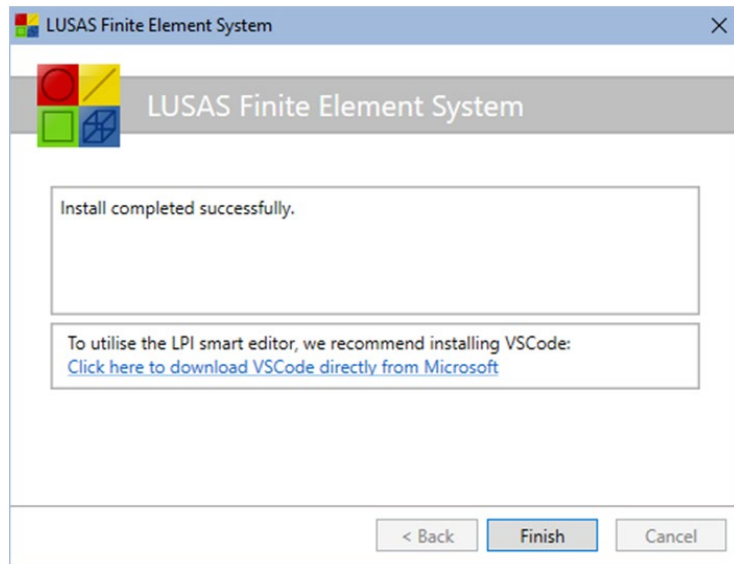 LUSAS Finite Element System
LUSAS Finite Element System
Install completed successfully.
To utilise the LPI smart editor, we recommend installing VSCode:
Click here to download VSCode directly from Microsoft
< Back Finish Cancel